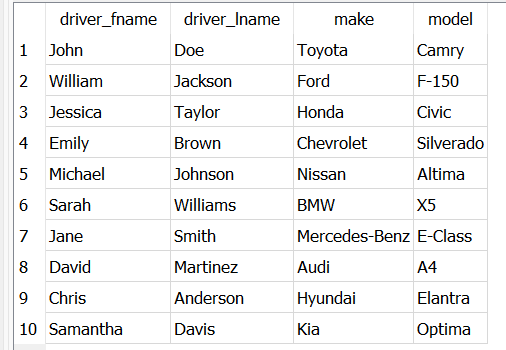 driver_fname driver_lname make model
1 John Doe Toyota Camry
2 William Jackson Ford F-150
3 Jessica Taylor Honda Civic
4 Emily Brown Chevrolet Silverado
5 Michael Johnson Nissan Altima
6 Sarah Williams BMW X5
7 Jane Smith Mercedes-Benz E-Class
8 David Martinez Audi A4
9 Chris Anderson Hyundai Elantra
10 Samantha Davis Kia Optima